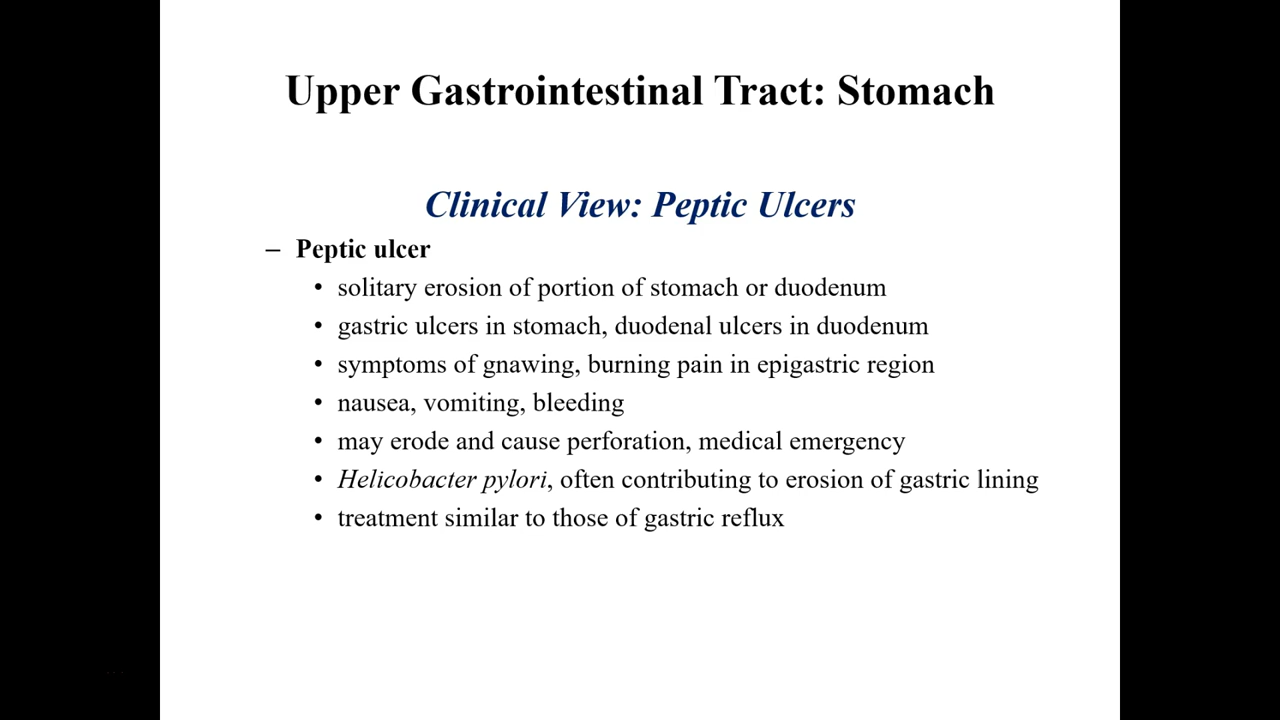 Upper Gastrointestinal Tract: Stomach
Clinical View: Peptic Ulcers
– Peptic ulcer
• solitary erosion of portion of stomach or duodenum
• gastric ulcers in stomach, duodenal ulcers in duodenum
• symptoms of gnawing, burning pain in epigastric region
• nausea, vomiting, bleeding
• may erode and cause perforation, medical emergency
• Helicobacter pylori, often contributing to erosion of gastric lining
• treatment similar to those of gastric reflux